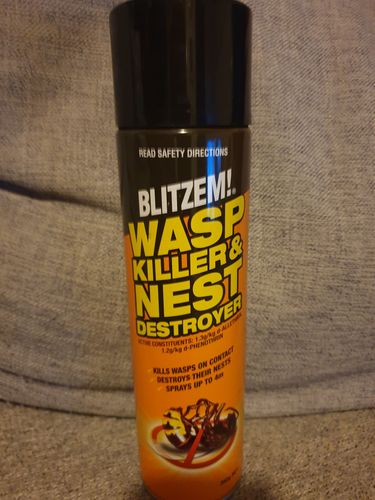 READ SAFETY DIRECTIONS
BLITZEM!®
WASP
KILLER &
NEST
DESTROYER
ACTIVE CONSTITUENTS: 1.3g/kg d-ALLETHRIN
1.2g/kg d-PHENOTHRIN
KILLS WASPS ON CONTACT
DESTROYS THEIR NESTS
SPRAYS UP TO 4m